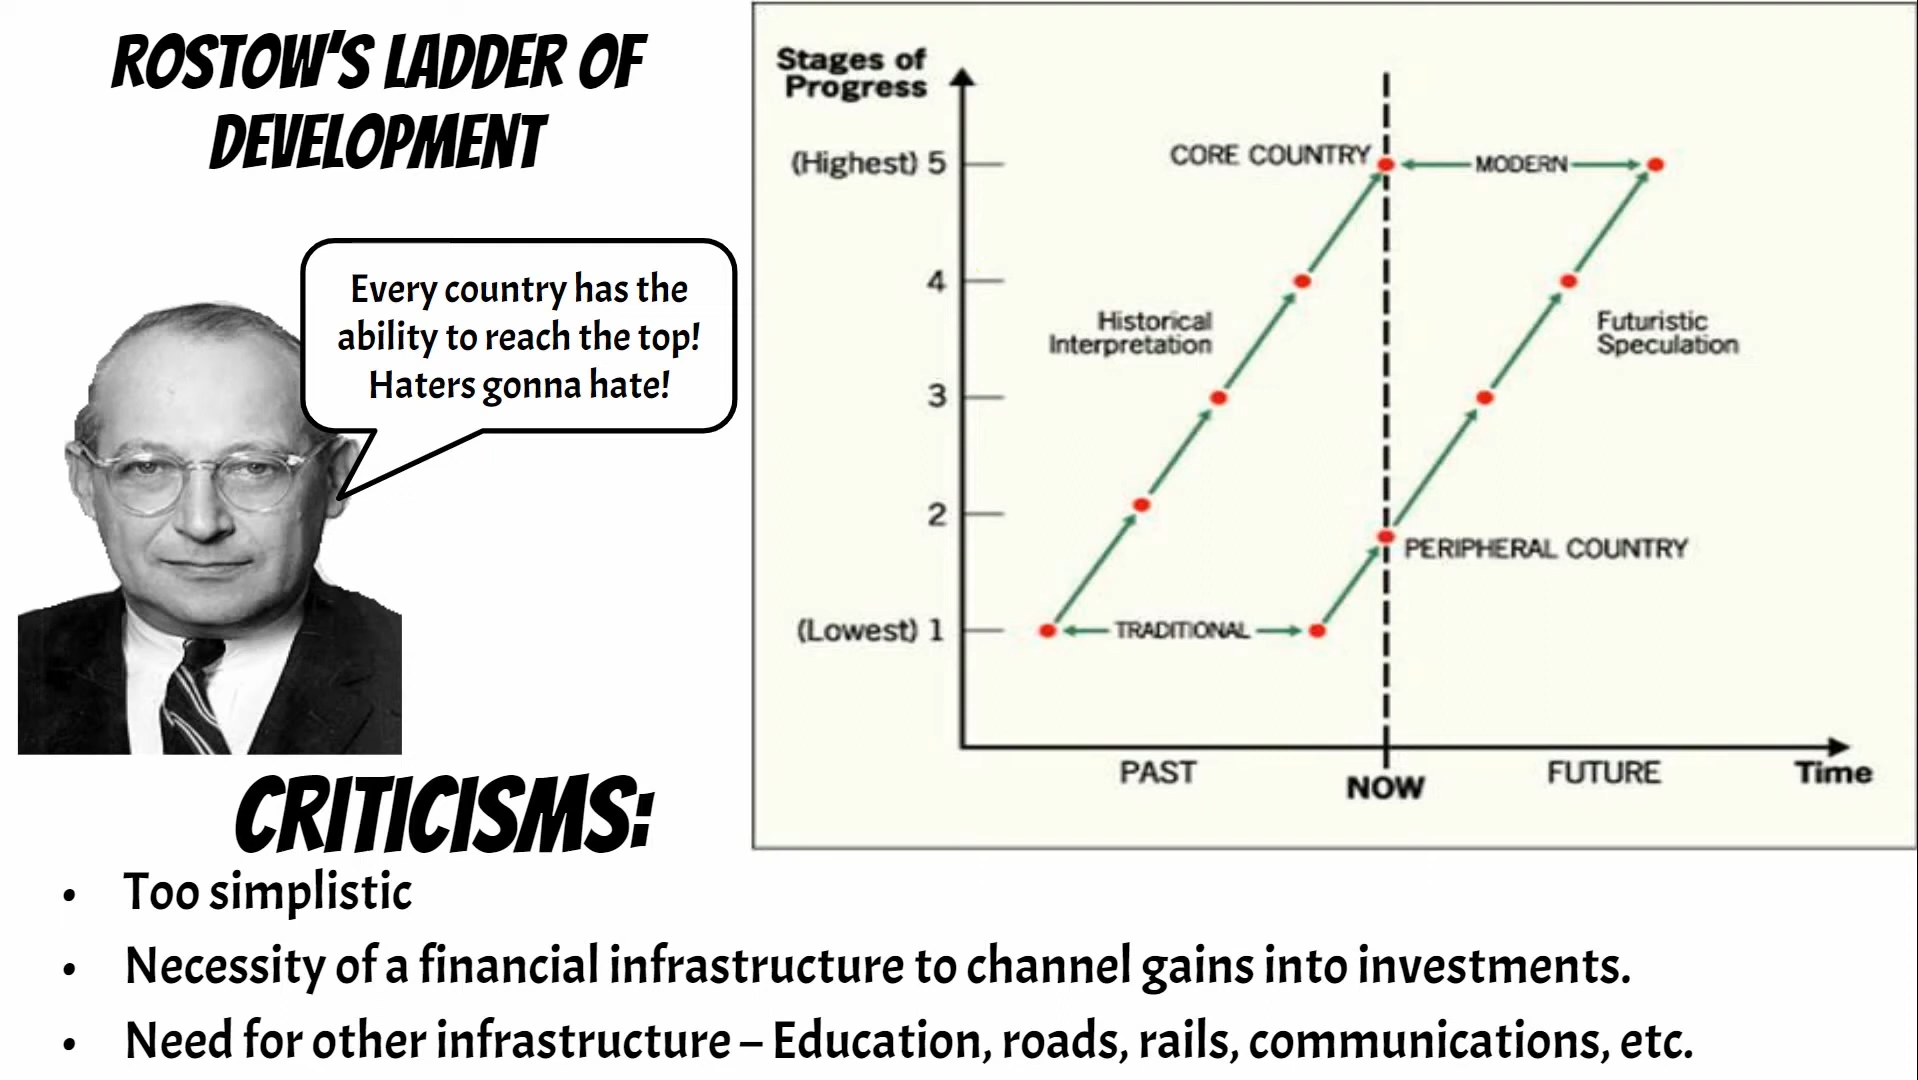 ROSTOW'S LADDER OF
DEVELOPMENT
Every country has the
ability to reach the top!
Haters gonna hate!
Stages of
Progress
(Highest) 5
4
3
2
(Lowest) 1
CORE COUNTRY
MODERN
Historical
Interpretation
Futuristic
Speculation
PERIPHERAL COUNTRY
TRADITIONAL
PAST
NOW
FUTURE
Time
CRITICISMS:
• Too simplistic
• Necessity of a financial infrastructure to channel gains into investments.
• Need for other infrastructure – Education, roads, rails, communications, etc.